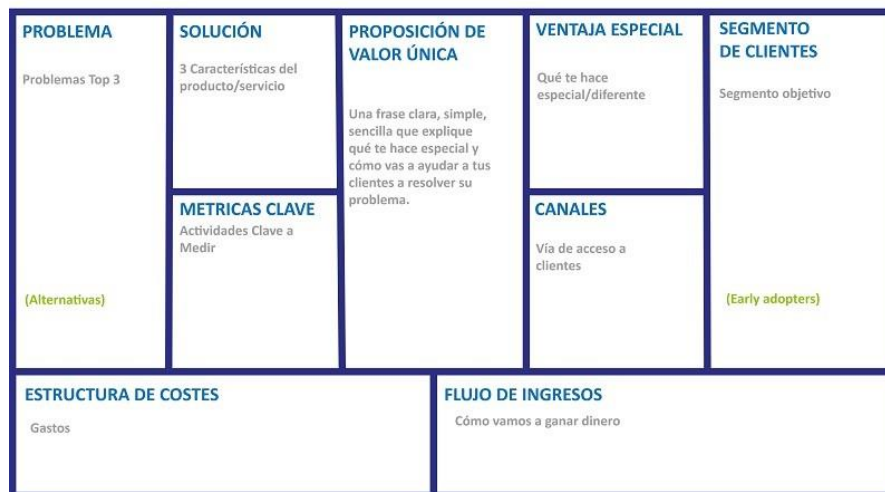 PROBLEMA
Problemas Top 3
(Alternativas)
SOLUCIÓN
3 Características del
producto/servicio
METRICAS CLAVE
Actividades Clave a
Medir
PROPOSICIÓN DE
VALOR ÚNICA
Una frase clara, simple,
sencilla que explique
qué te hace especial y
cómo vas a ayudar a tus
clientes a resolver su
problema.
VENTAJA ESPECIAL
Qué te hace
especial/diferente
CANALES
Vía de acceso a
clientes
SEGMENTO
DE CLIENTES
Segmento objetivo
(Early adopters)
ESTRUCTURA DE COSTES
Gastos
FLUJO DE INGRESOS
Cómo vamos a ganar dinero